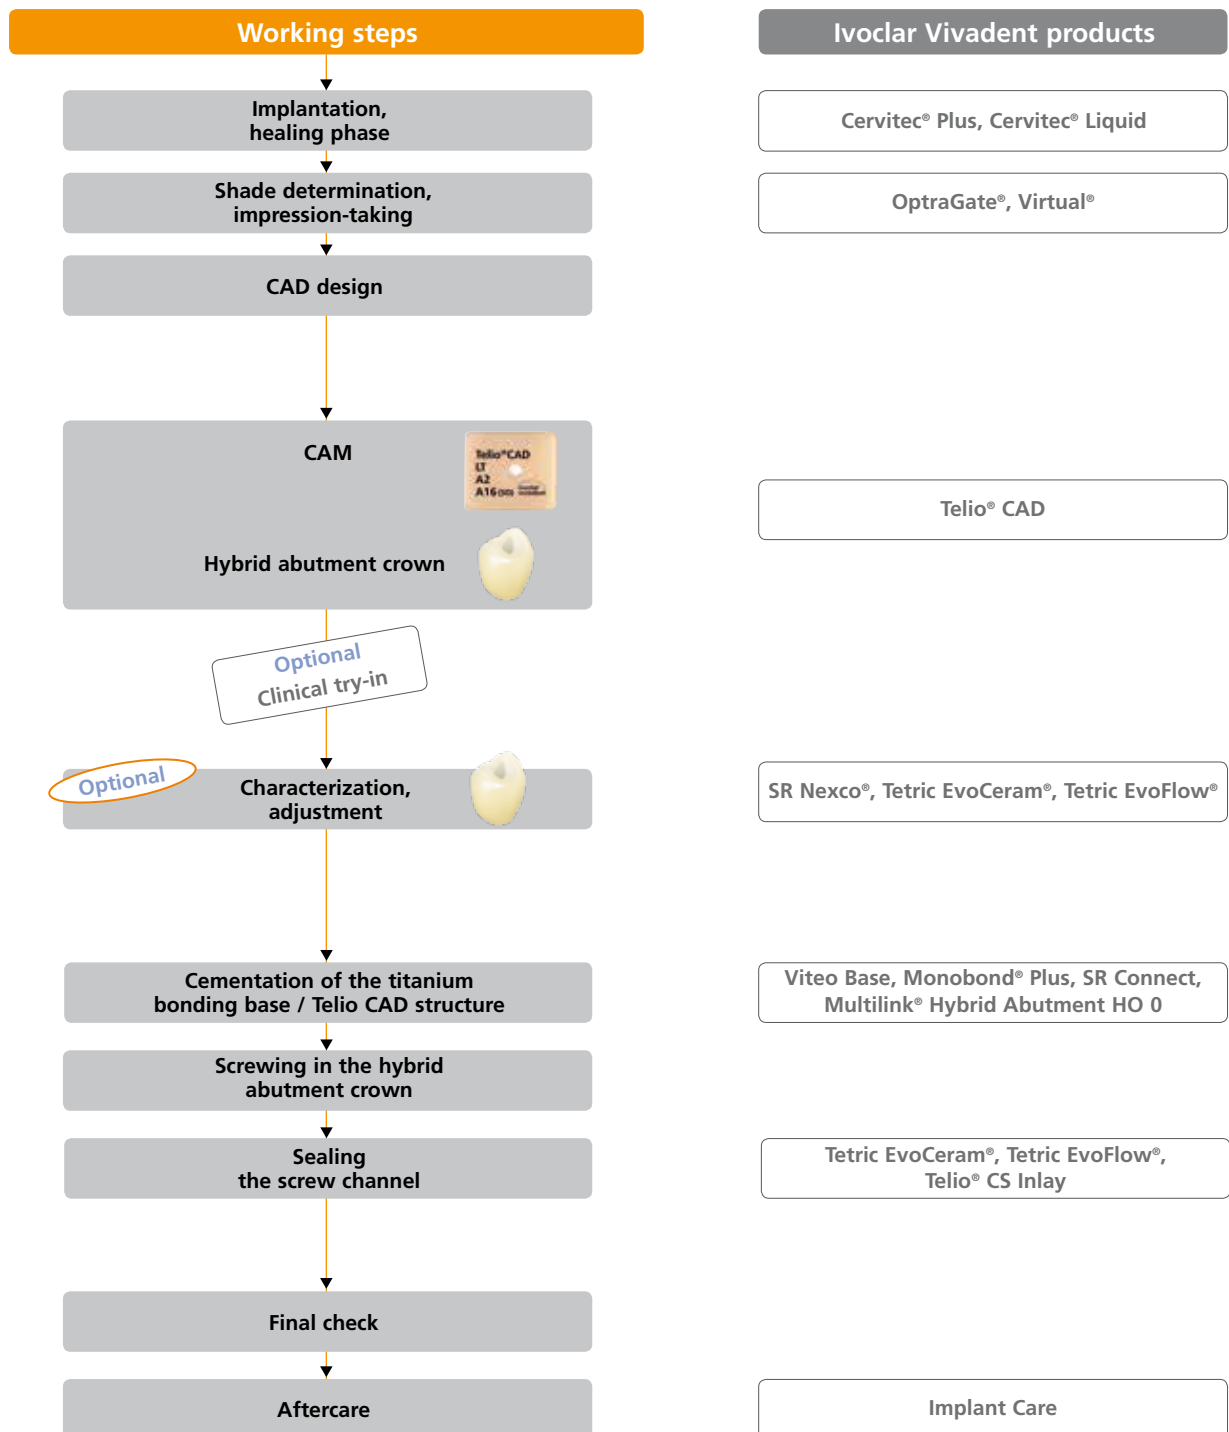 Working steps
Ivoclar Vivadent products
Implantation,
healing phase
Cervitec® Plus, Cervitec® Liquid
Shade determination,
impression-taking
OptraGate®, Virtual®
CAD design
CAM
Telio® CAD
LT
A2
A16 (SD)
Telio® CAD
Hybrid abutment crown
Optional
Clinical try-in
Optional
Characterization,
adjustment
SR Nexco®, Tetric EvoCeram®, Tetric EvoFlow®
Cementation of the titanium
bonding base / Telio CAD structure
Viteo Base, Monobond® Plus, SR Connect,
Multilink® Hybrid Abutment HO 0
Screwing in the hybrid
abutment crown
Sealing
the screw channel
Tetric EvoCeram®, Tetric EvoFlow®,
Telio® CS Inlay
Final check
Aftercare
Implant Care